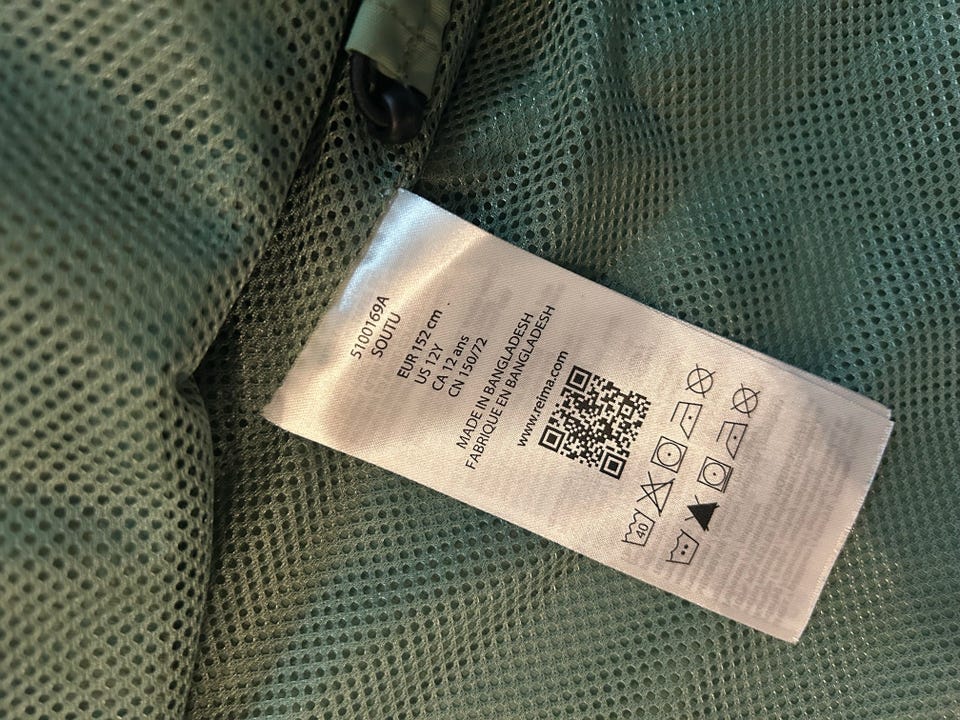 5100169A
SOUTU
EUR 152 cm
US 12Y
CA 12 ans
CN 150/72
MADE IN BANGLADESH
FABRIQUE EN BANGLADESH
www.reima.com
40